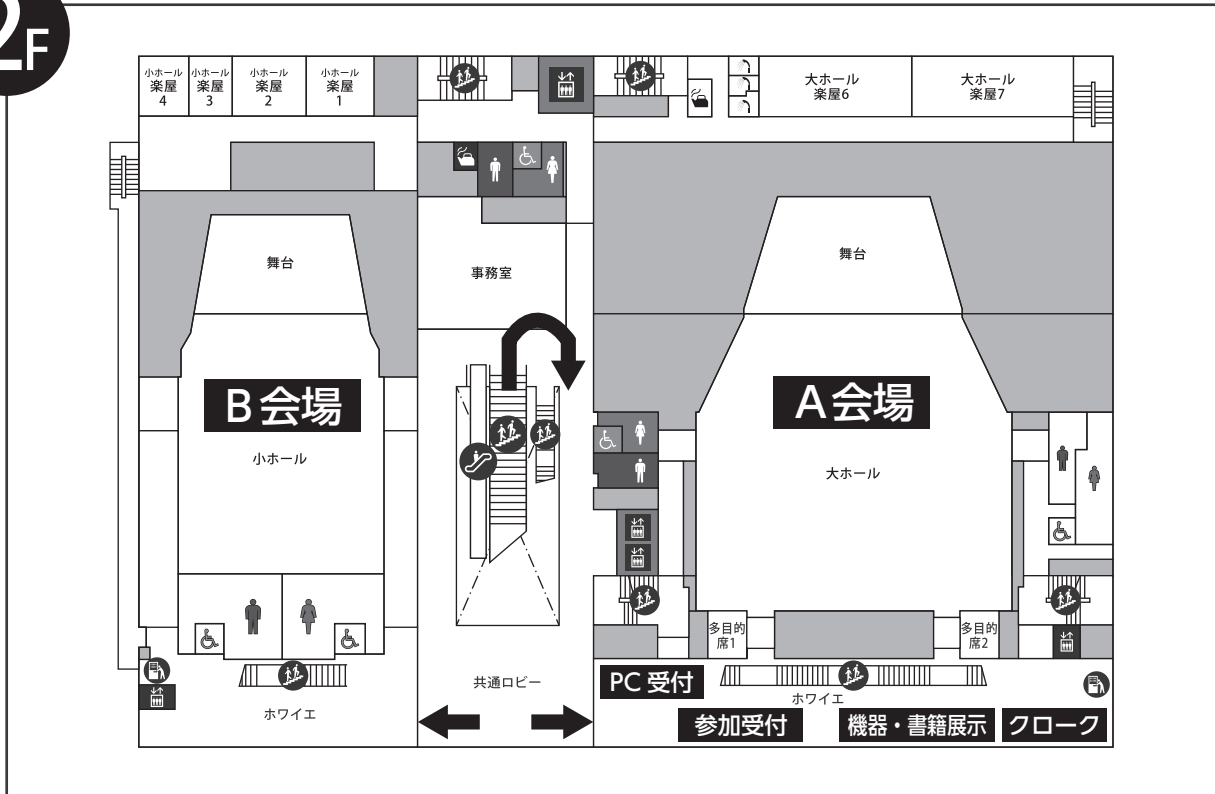 2F
小ホール
楽屋
4
小ホール
楽屋
3
小ホール
楽屋
2
小ホール
楽屋
1
大ホール
楽屋6
大ホール
楽屋7
舞台
事務室
舞台
B会場
小ホール
A会場
大ホール
多目的
席1
多目的
席2
共通ロビー
PC受付
ホワイエ
ホワイエ
参加受付
機器・書籍展示
クローク